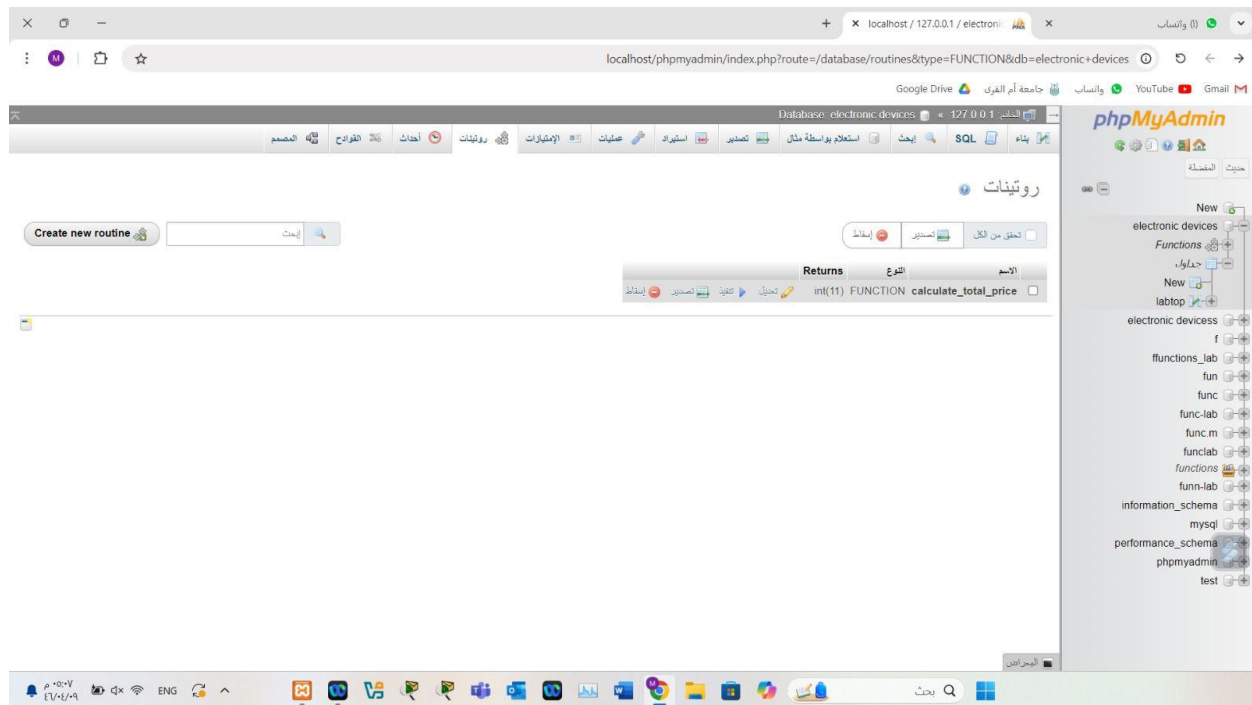 (1) واتساب
localhost / 127.0.0.1 / electroni
localhost/phpmyadmin/index.php?route=/database/routines&type=FUNCTION&db=electronic+devices
M
Gmail
YouTube
واتساب
جامعة أم القرى
Google Drive
phpMyAdmin
حديث
المفضلة
New
electronic devices
Functions
جداول
New
labtop
electronic devicess
f
ffunctions_lab
fun
func
func-lab
func.m
funclab
functions
funn-lab
information_schema
mysql
performance_schema
phpmyadmin
test
127.0.0.1 » Database: electronic devices
بناء
SQL
إبحث
استعلام بواسطة مثال
تصدير
استيراد
عمليات
الإمتيازات
روتينات
أحداث
القوادح
المصمم
روتينات
تحقق من الكل
تصدير
إسقاط
إبحث
Create new routine
الاسم النوع Returns
calculate_total_price FUNCTION int(11) تعديل تنفيذ تصدير إسقاط
بحث
ENG